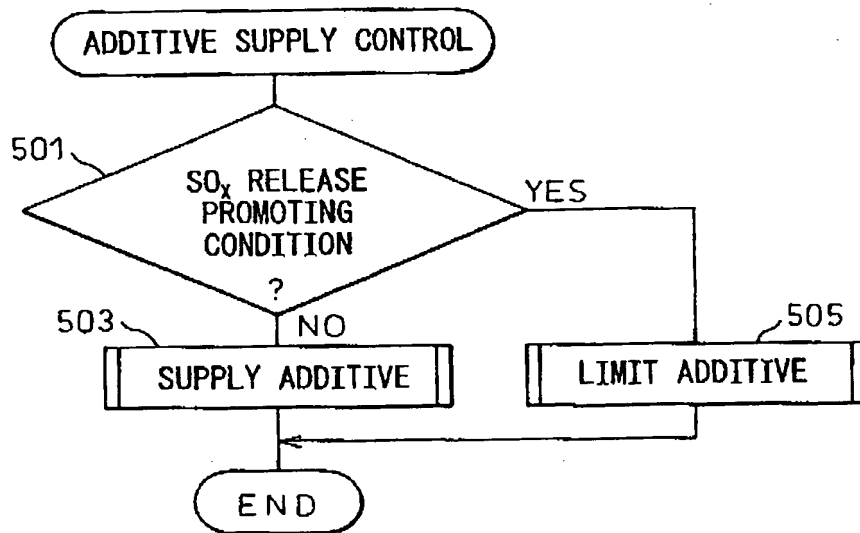 ADDITIVE SUPPLY CONTROL
501
SOₓ RELEASE
PROMOTING
CONDITION
?
YES
NO
503
SUPPLY ADDITIVE
505
LIMIT ADDITIVE
END